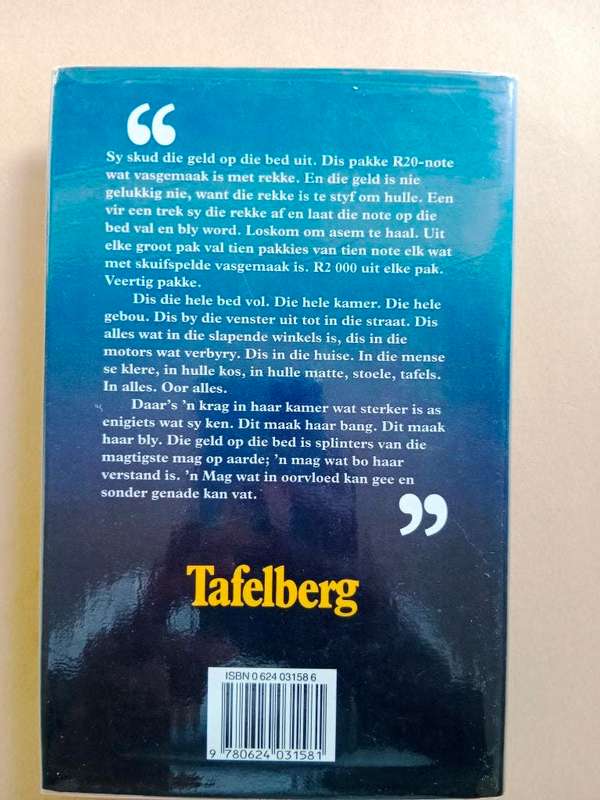 “
Sy skud die geld op die bed uit. Dis pakke R20-note
wat vasgemaak is met rekke. En die geld is nie
gelukkig nie, want die rekke is te styf om hulle. Een
vir een trek sy die rekke af en laat die note op die
bed val en bly word. Loskom om asem te haal. Uit
elke groot pak val tien pakkies van tien note elk wat
met skuifspelde vasgemaak is. R2 000 uit elke pak.
Veertig pakke.
Dis die hele bed vol. Die hele kamer. Die hele
gebou. Dis by die venster uit tot in die straat. Dis
alles wat in die slapende winkels is, dis in die
motors wat verbyry. Dis in die huise. In die mense
se klere, in hulle kos, in hulle matte, stoele, tafels.
In alles. Oor alles.
Daar's 'n krag in haar kamer wat sterker is as
enigiets wat sy ken. Dit maak haar bang. Dit maak
haar bly. Die geld op die bed is splinters van die
magtigste mag op aarde; 'n mag wat bo haar
verstand is. 'n Mag wat in oorvloed kan gee en
sonder genade kan vat.
”
Tafelberg
ISBN 0 624 03158 6
9 780624 031581